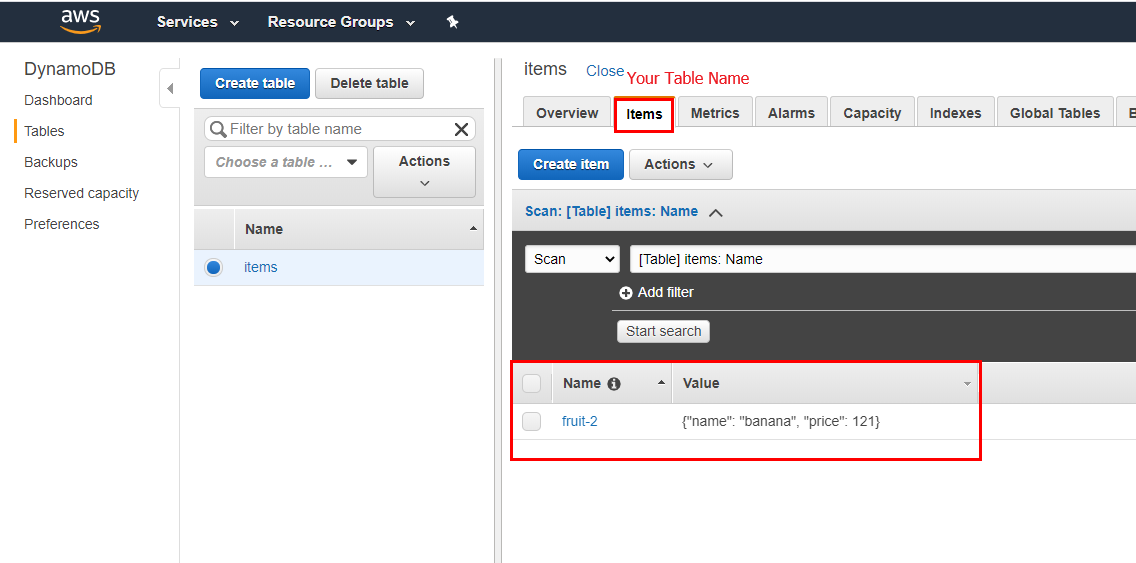 aws Services Resource Groups
DynamoDB
Dashboard
Tables
Backups
Reserved capacity
Preferences
Create table Delete table
Filter by table name
Choose a table ... Actions
Name
items
items Close Your Table Name
Overview Items Metrics Alarms Capacity Indexes Global Tables
Create item Actions
Scan: [Table] items: Name
Scan [Table] items: Name
Add filter
Start search
Name Value
fruit-2 {"name": "banana", "price": 121}